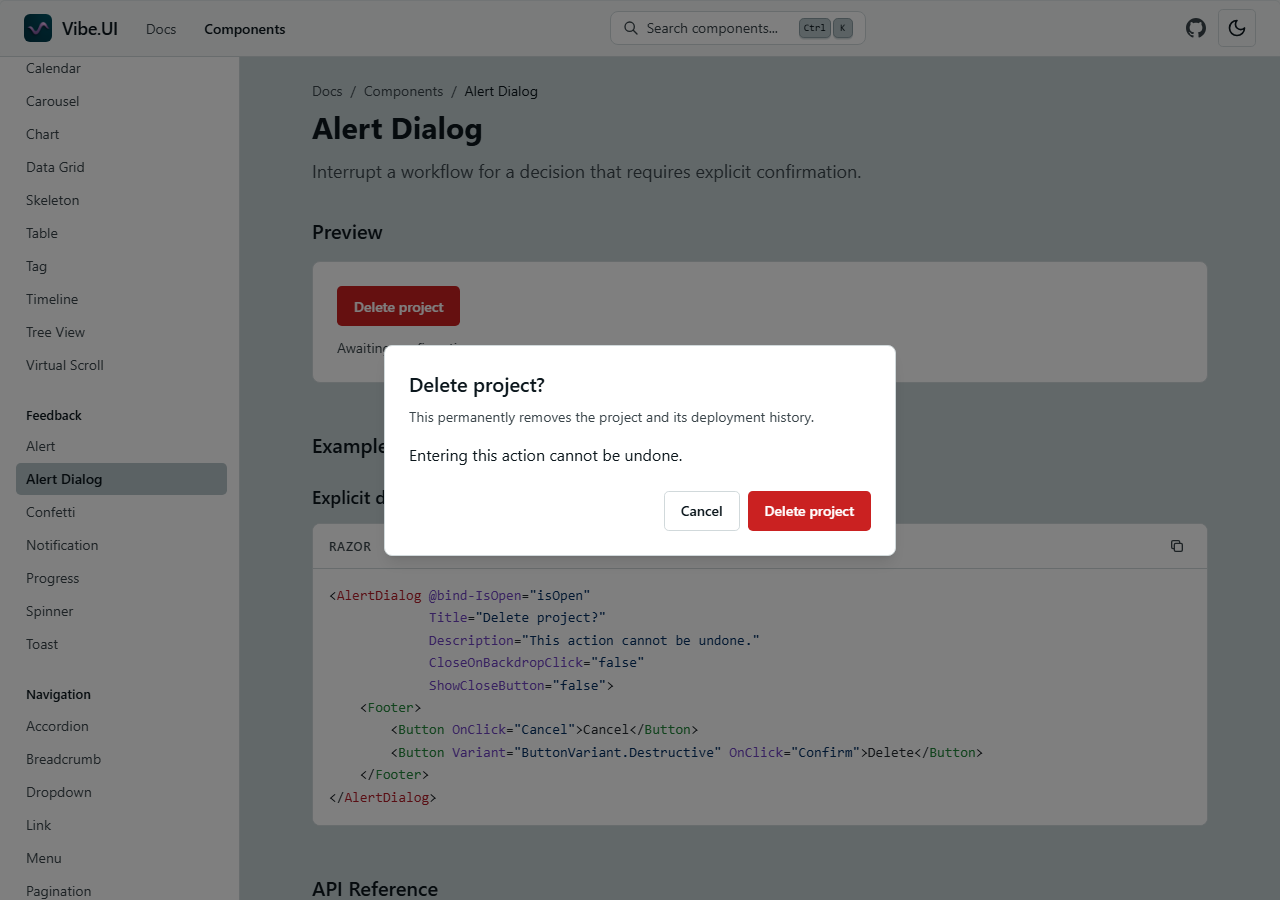 Vibe.UI
Docs
Components
Search components...
Ctrl
K
Calendar
Carousel
Chart
Data Grid
Skeleton
Table
Tag
Timeline
Tree View
Virtual Scroll
Feedback
Alert
Alert Dialog
Confetti
Notification
Progress
Spinner
Toast
Navigation
Accordion
Breadcrumb
Dropdown
Link
Menu
Pagination
Docs / Components / Alert Dialog
Alert Dialog
Interrupt a workflow for a decision that requires explicit confirmation.
Preview
Delete project
Delete project?
This permanently removes the project and its deployment history.
Entering this action cannot be undone.
Cancel
Delete project
Explicit
RAZOR
<AlertDialog @bind-IsOpen="isOpen"
Title="Delete project?"
Description="This action cannot be undone."
CloseOnBackdropClick="false"
ShowCloseButton="false">
<Footer>
<Button OnClick="Cancel">Cancel</Button>
<Button Variant="ButtonVariant.Destructive" OnClick="Confirm">Delete</Button>
</Footer>
</AlertDialog>
API Reference